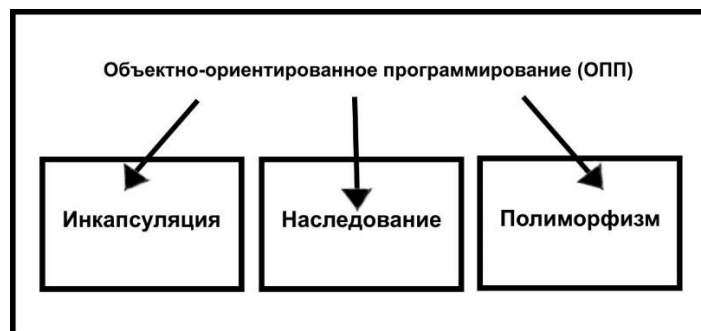 Объектно-ориентированное программирование (ОПП)
Инкапсуляция
Наследование
Полиморфизм